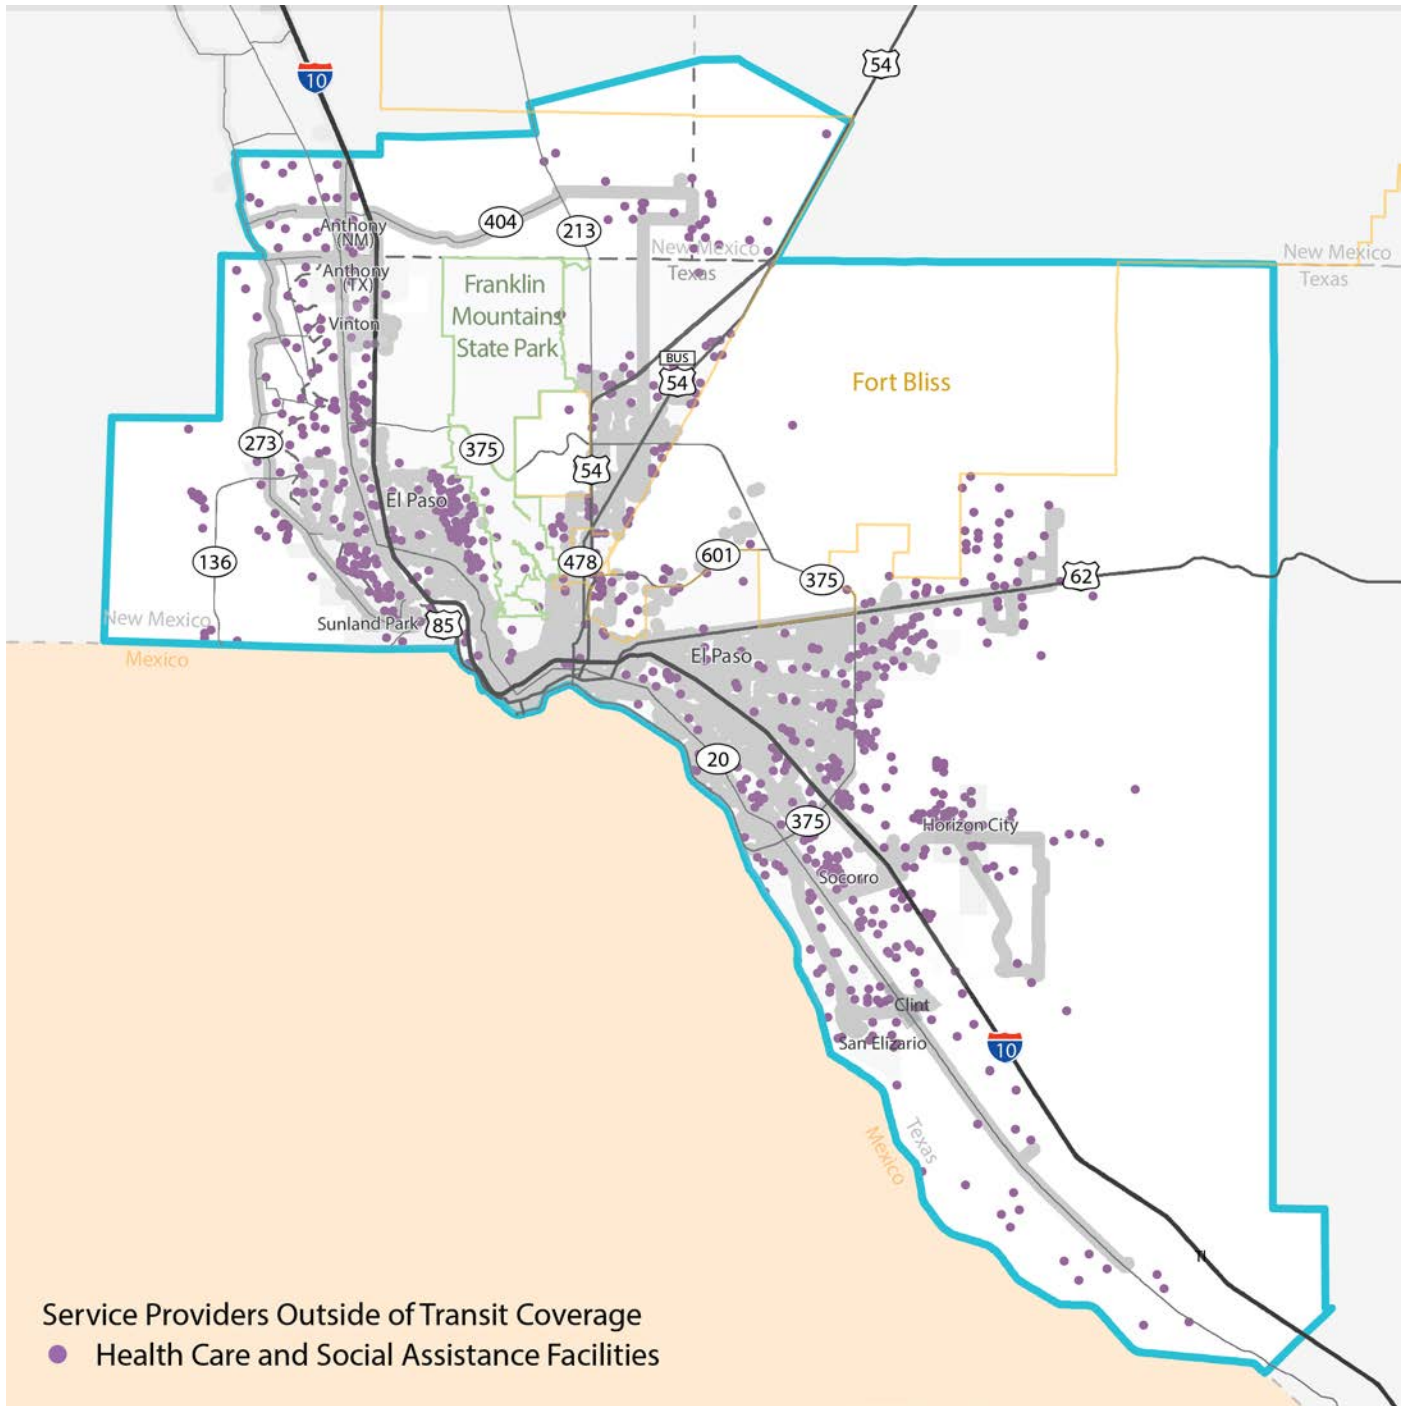 54
10
404
213
Anthony
(NM)
New Mexico
Texas
New Mexico
Texas
Anthony
(TX)
Franklin
Mountains
State Park
Vinton
BUS
54
Fort Bliss
273
375
54
El Paso
136
478
601
375
62
New Mexico
Sunland Park
85
Mexico
El Paso
20
375
Horizon City
Socorro
Clint
San Elizario
10
Texas
Mexico
Service Providers Outside of Transit Coverage
Health Care and Social Assistance Facilities